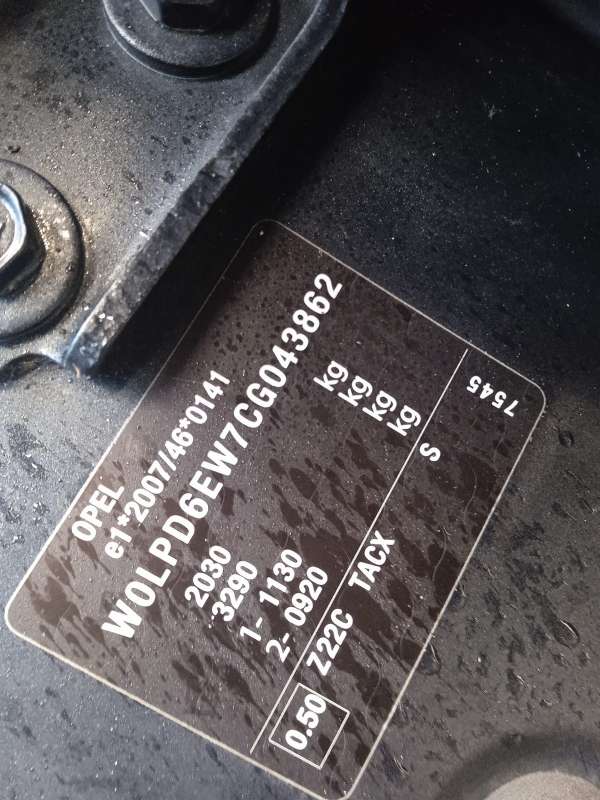 OPEL
e1*2007/46*0141
W0LPD6EW7CG043862
2030 kg
3290 kg
1- 1130 kg
2- 0920 kg
Z22C TACX S
0.50
7545